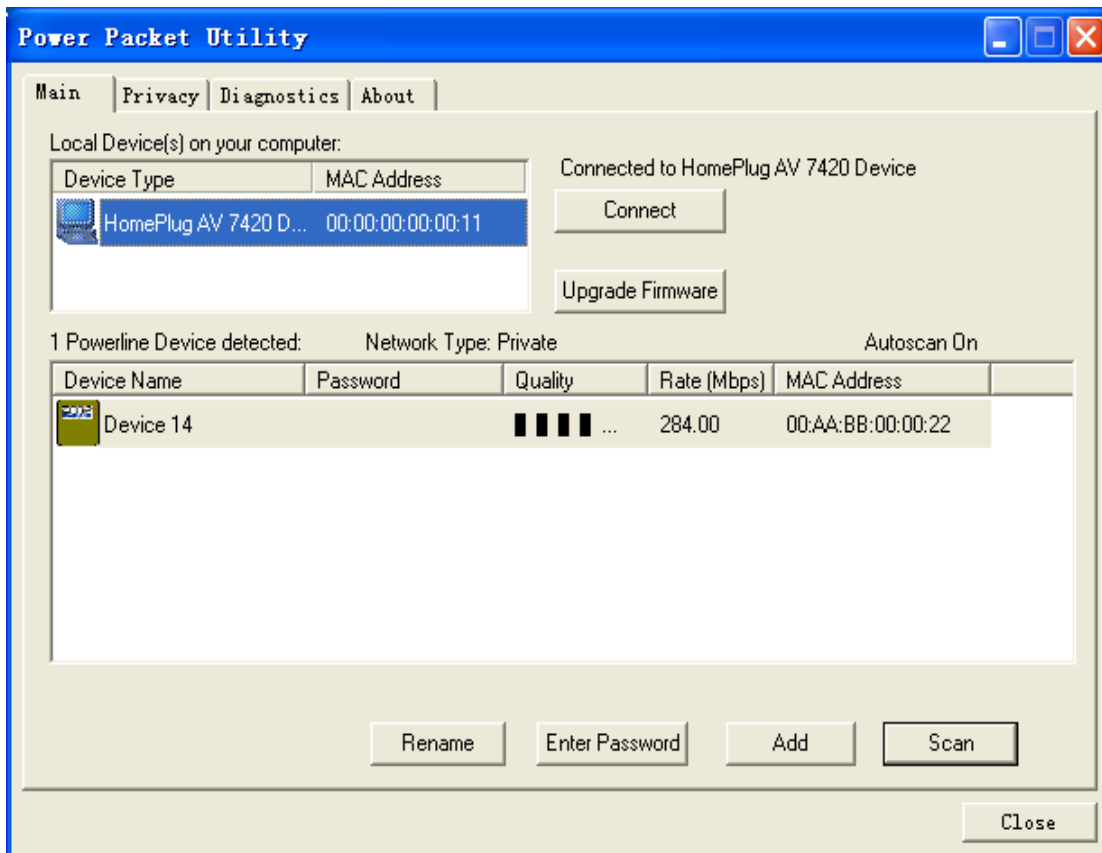 Power Packet Utility
Main Privacy Diagnostics About
Local Device(s) on your computer:
Device Type MAC Address
HomePlug AV 7420 D... 00:00:00:00:00:11
Connected to HomePlug AV 7420 Device
Connect
Upgrade Firmware
1 Powerline Device detected: Network Type: Private Autoscan On
Device Name Password Quality Rate (Mbps) MAC Address
Device 14 ... 284.00 00:AA:BB:00:00:22
Rename Enter Password Add Scan
Close